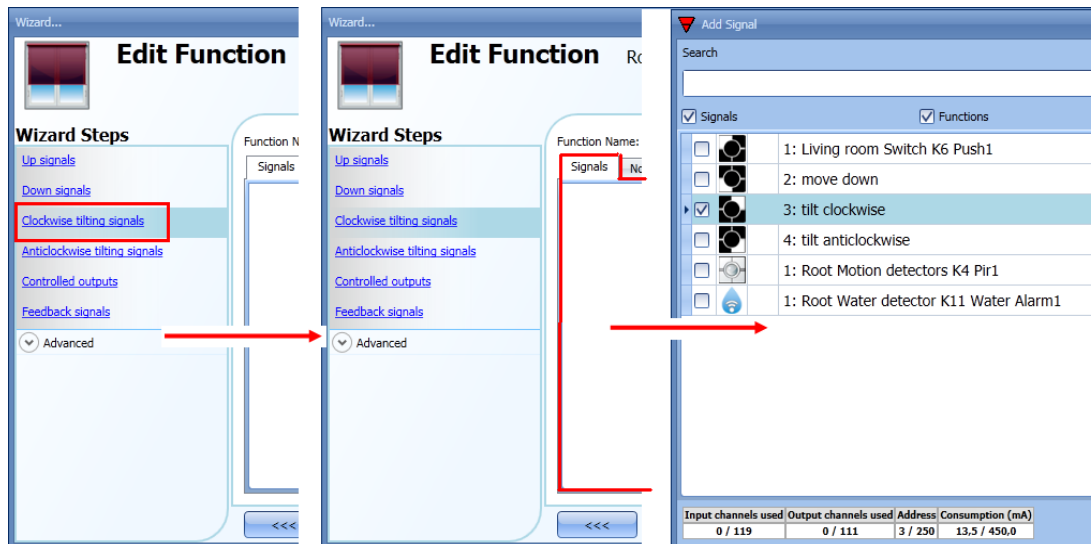 Wizard...
Edit Function
Wizard Steps
Up signals
Down signals
Clockwise tilting signals
Anticlockwise tilting signals
Controlled outputs
Feedback signals
Advanced
Function N
Signals
<<<
Wizard...
Edit Function Ro
Wizard Steps
Up signals
Down signals
Clockwise tilting signals
Anticlockwise tilting signals
Controlled outputs
Feedback signals
Advanced
Function Name:
Signals No
<<<
Add Signal
Search
Signals Functions
1: Living room Switch K6 Push1
2: move down
3: tilt clockwise
4: tilt anticlockwise
1: Root Motion detectors K4 Pir1
1: Root Water detector K11 Water Alarm1
Input channels used Output channels used Address Consumption (mA)
0 / 119 0 / 111 3 / 250 13,5 / 450,0